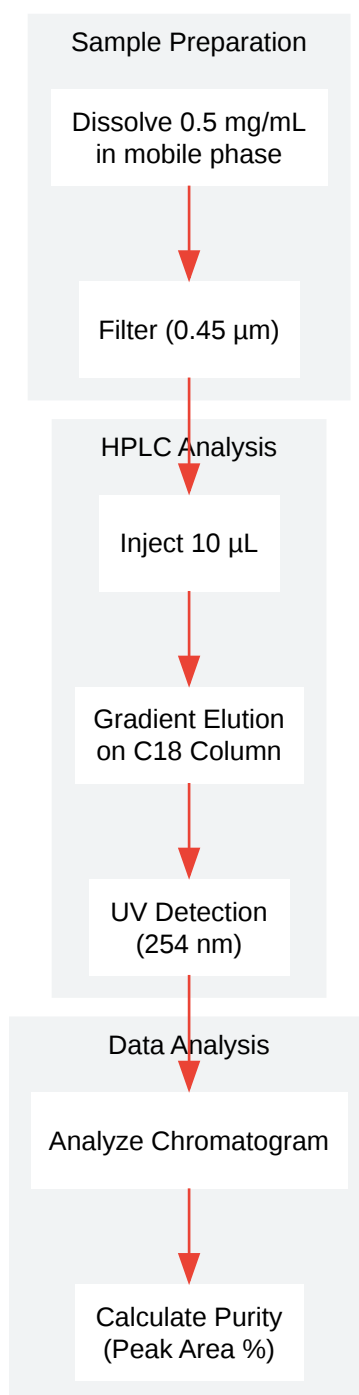 Sample Preparation
Dissolve 0.5 mg/mL
in mobile phase
Filter (0.45 µm)
HPLC Analysis
Inject 10 µL
Gradient Elution
on C18 Column
UV Detection
(254 nm)
Data Analysis
Analyze Chromatogram
Calculate Purity
(Peak Area %)